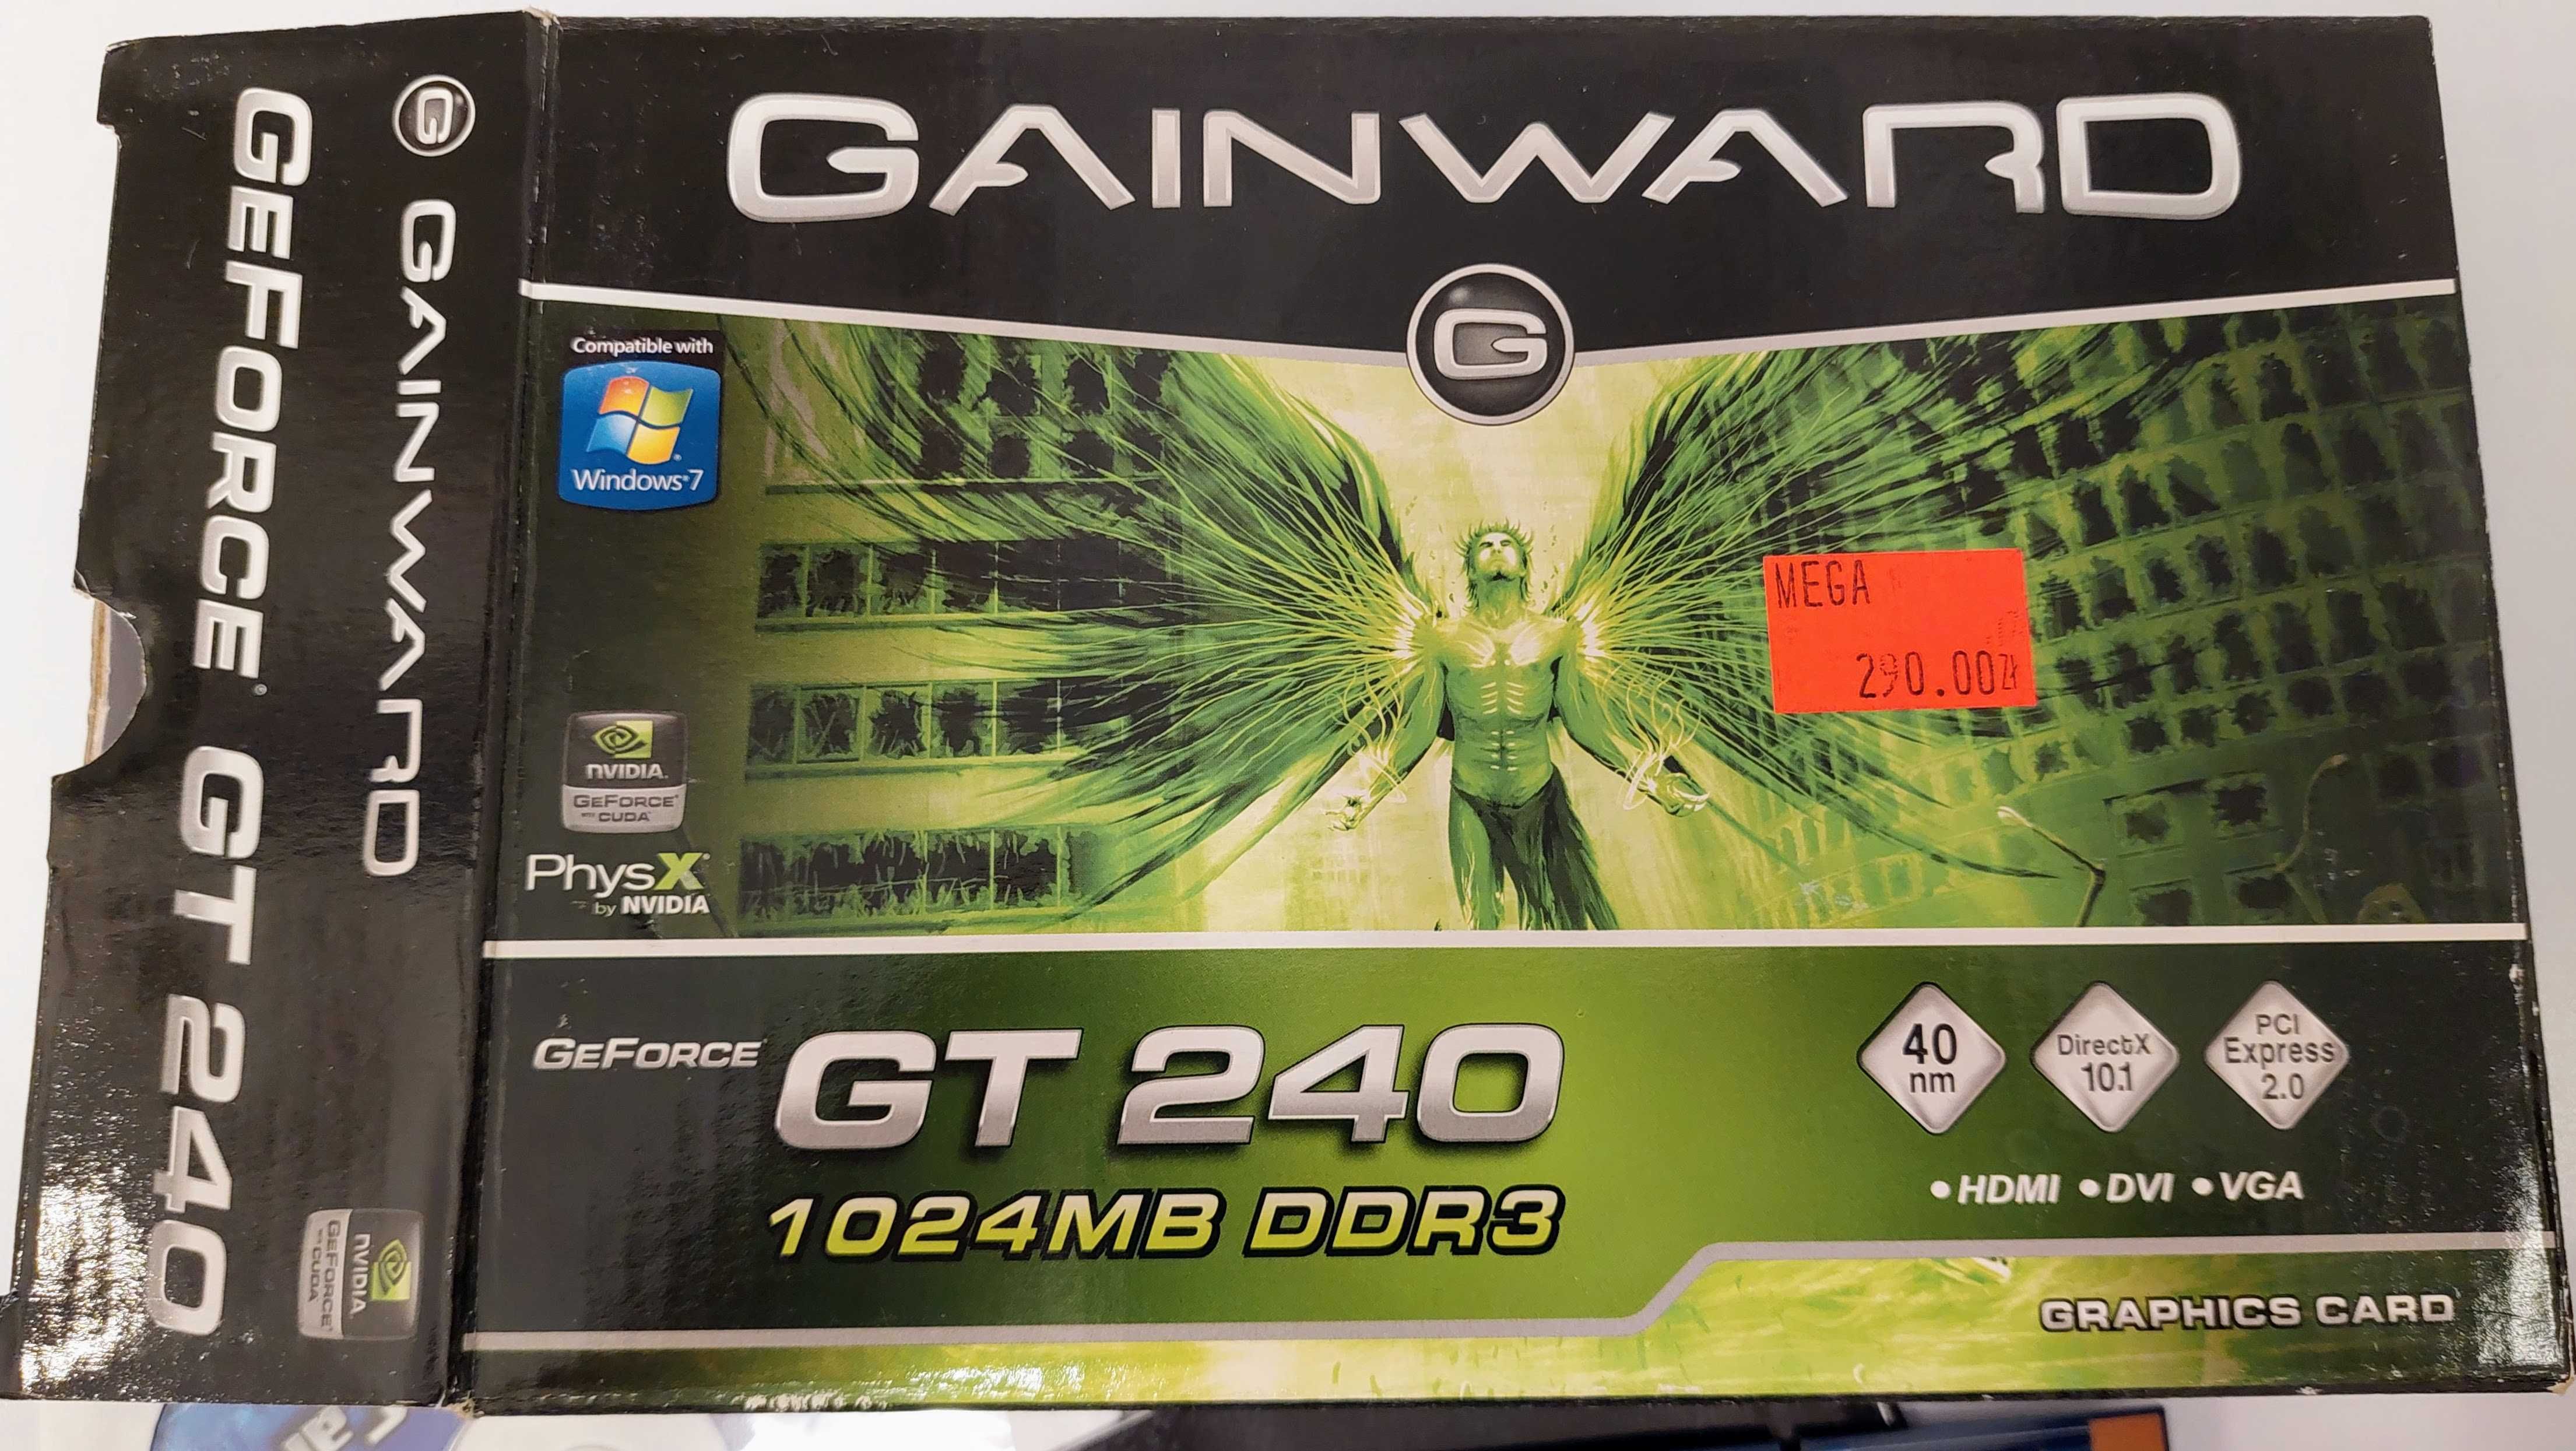 GAINWARD
G
GEFORCE® GT 240
G GAINWARD
NVIDIA
GEFORCE®
WITH CUDA®
Compatible with
Windows®7
MEGA
290.00zł
NVIDIA®
GEFORCE®
WITH CUDA®
PhysX®
by NVIDIA
GEFORCE® GT 240
1024MB DDR3
40
nm
DirectX
10.1
PCI
Express
2.0
• HDMI • DVI • VGA
GRAPHICS CARD